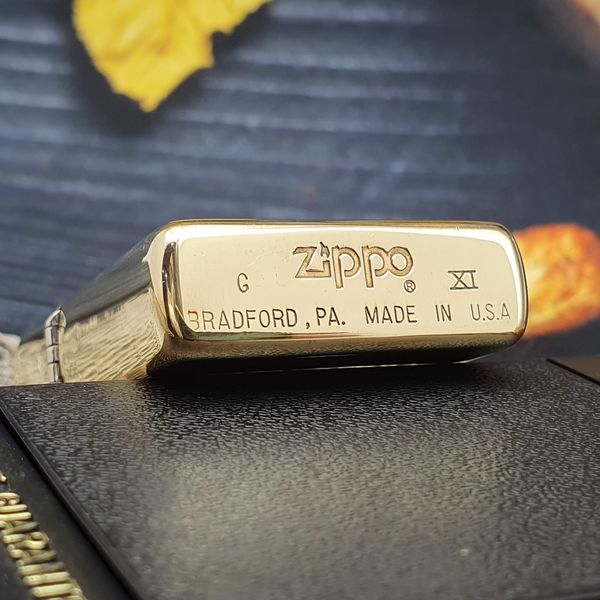 Zippo ®
G XI
BRADFORD, PA. MADE IN U.S.A